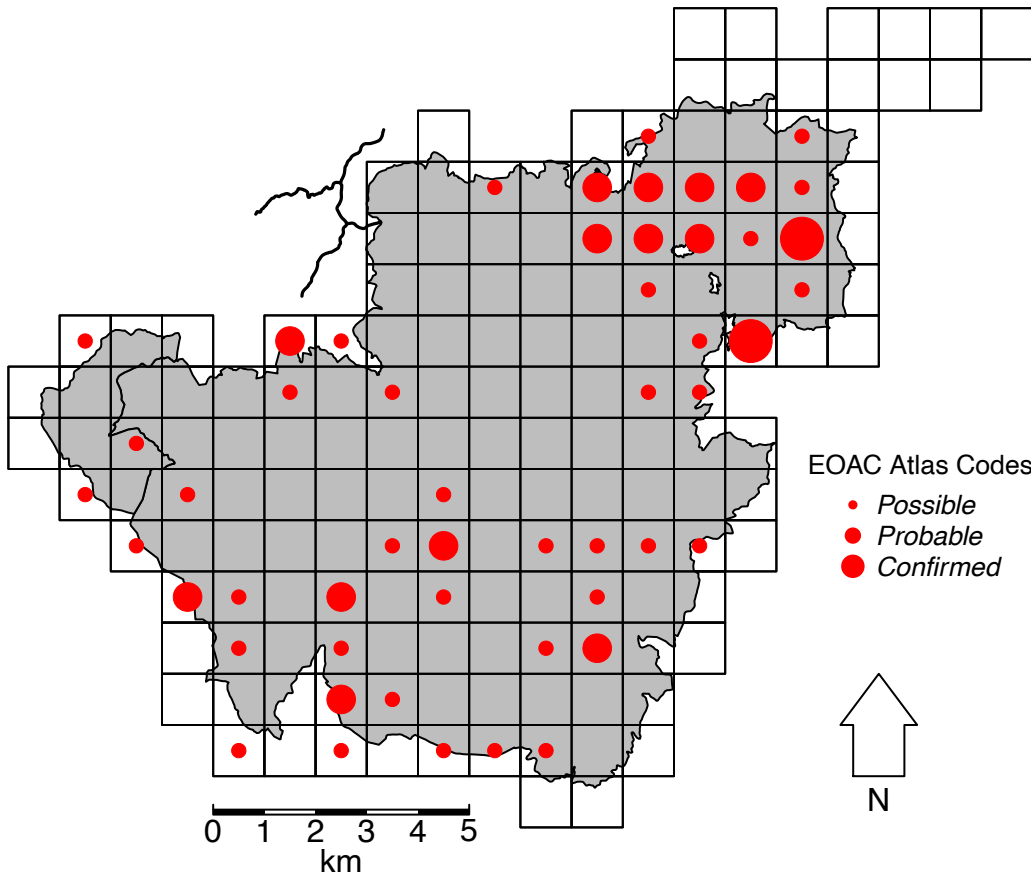 EOAC Atlas Codes
Possible
Probable
Confirmed
N
0 1 2 3 4 5
km